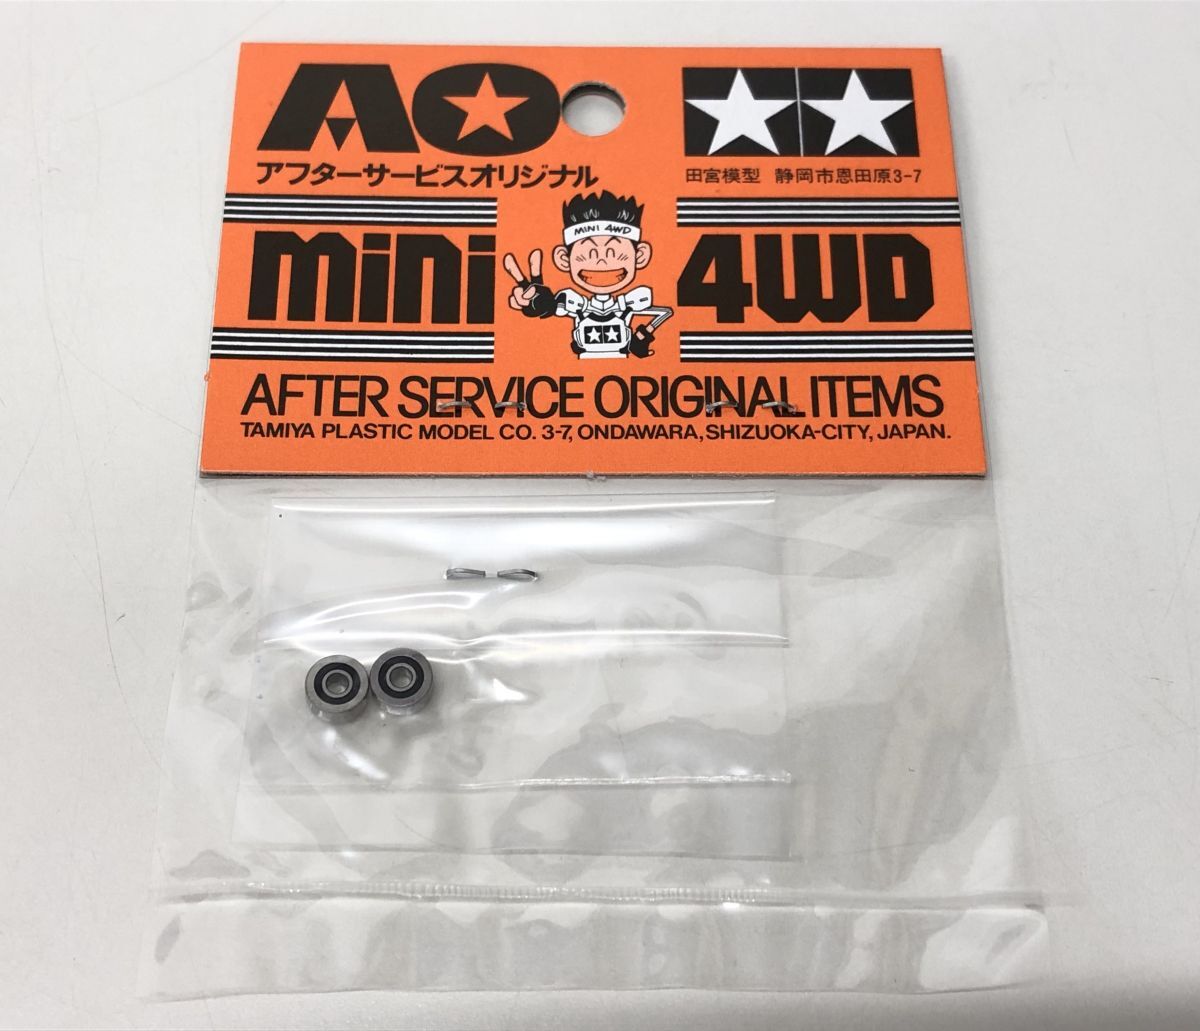 AO
アフターサービスオリジナル
田宮模型 静岡市恩田原3-7
mini 4WD
MINI 4WD
AFTER SERVICE ORIGINAL ITEMS
TAMIYA PLASTIC MODEL CO. 3-7, ONDAWARA, SHIZUOKA-CITY, JAPAN.